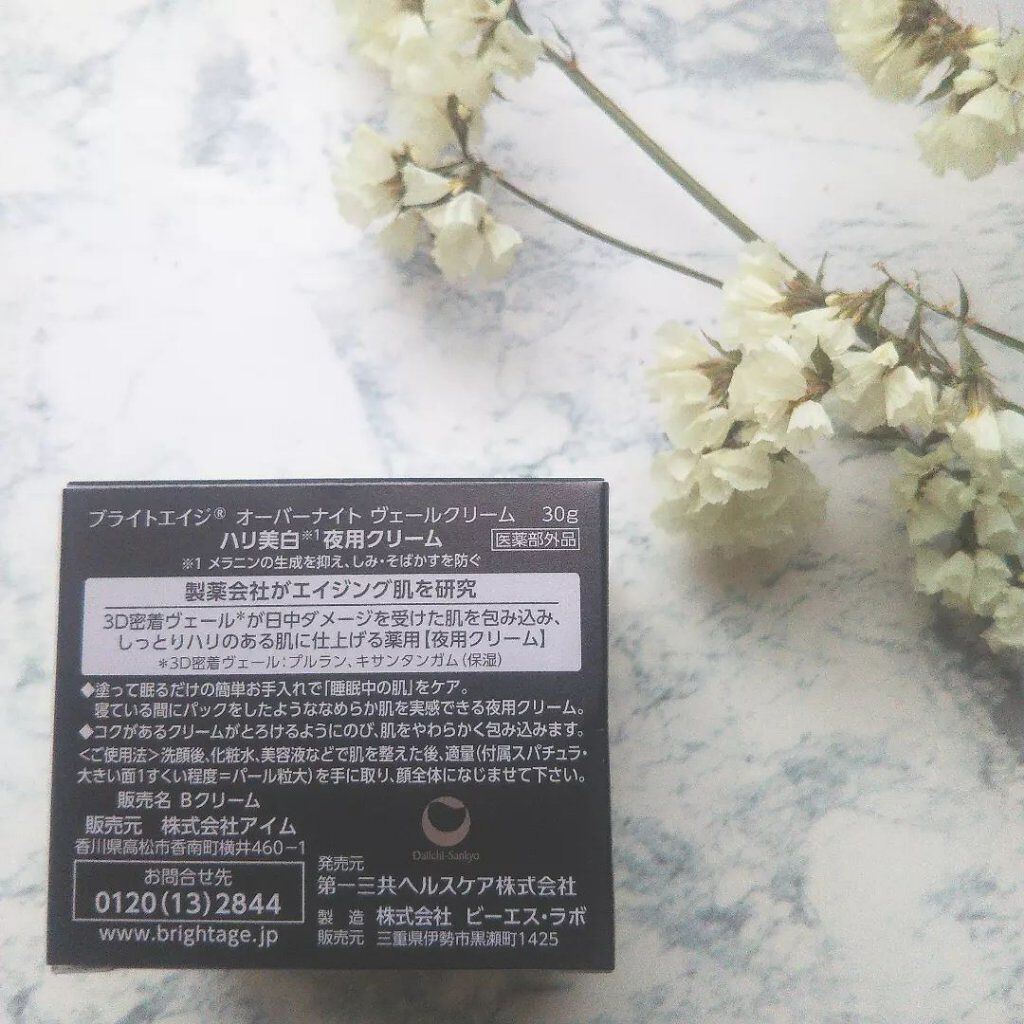 ブライトエイジ® オーバーナイト ヴェールクリーム 30g
ハリ美白※1夜用クリーム 医薬部外品
※1 メラニンの生成を抑え、しみ・そばかすを防ぐ
製薬会社がエイジング肌を研究
3D密着ヴェール*が日中ダメージを受けた肌を包み込み、
しっとりハリのある肌に仕上げる薬用【夜用クリーム】
*3D密着ヴェール:プルラン、キサンタンガム(保湿)
◆塗って眠るだけの簡単お手入れで「睡眠中の肌」をケア。
寝ている間にパックをしたようななめらか肌を実感できる夜用クリーム。
◆コクがあるクリームがとろけるようにのび、肌をやわらかく包み込みます。
<ご使用法>洗顔後、化粧水、美容液などで肌を整えた後、適量(付属スパチュラ・
大きい面1すくい程度=パール粒大)を手に取り、顔全体になじませて下さい。
販売名 Bクリーム
販売元 株式会社アイム
香川県高松市香南町横井460-1
お問合せ先
0120(13)2844
www.brightage.jp
Daiichi-Sankyo
発売元
第一三共ヘルスケア株式会社
製造 株式会社 ビーエス・ラボ
販売元 三重県伊勢市黒瀬町1425